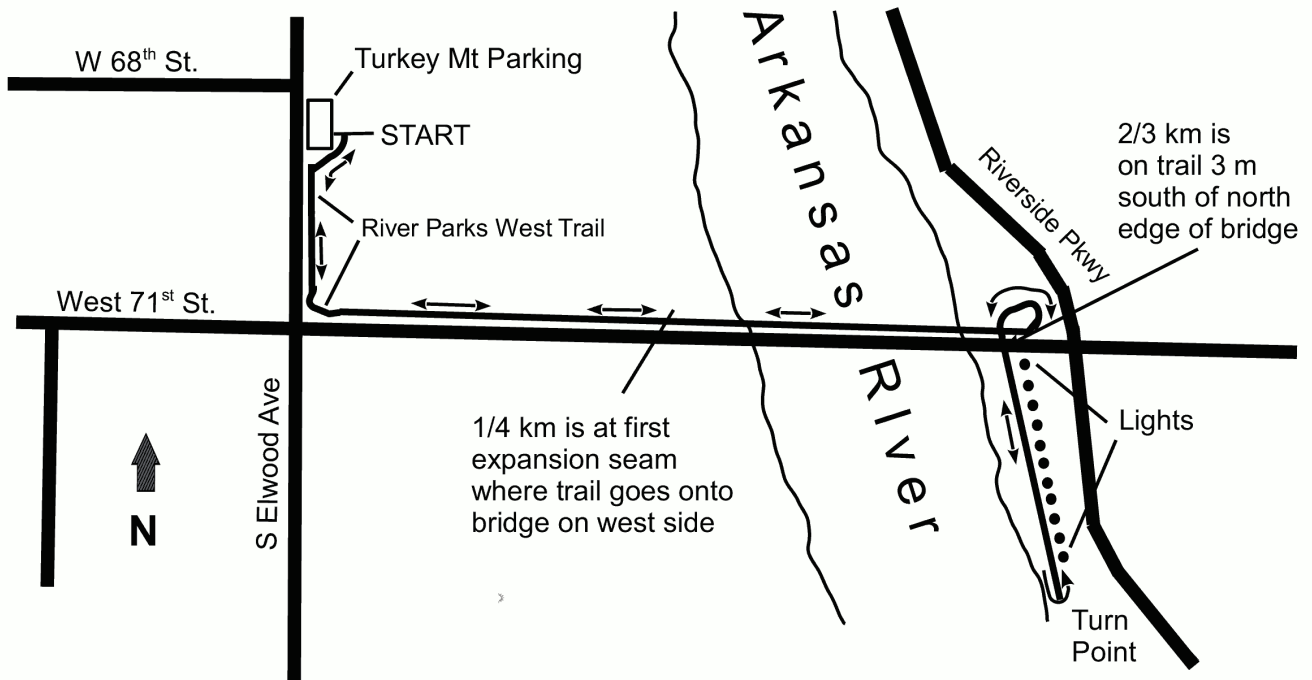 W 68th St.
Turkey Mt Parking
START
River Parks West Trail
West 71st St.
S Elwood Ave
N
1/4 km is at first
expansion seam
where trail goes onto
bridge on west side
Arkansas RIver
Riverside Pkwy
2/3 km is
on trail 3 m
south of north
edge of bridge
Lights
Turn
Point